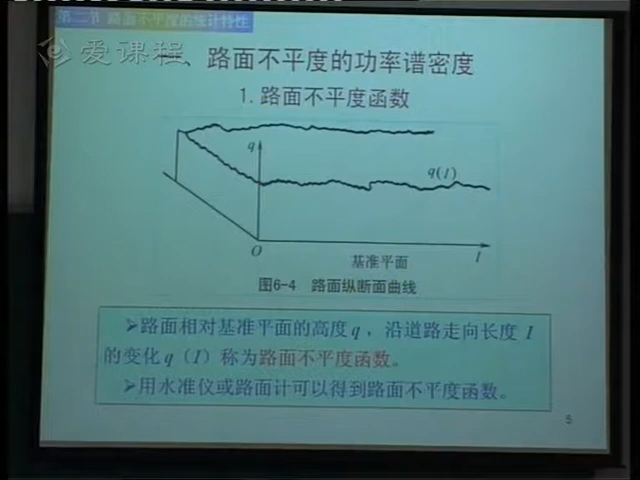 第二节 路面不平度的统计特性
爱课程
一、路面不平度的功率谱密度
1.路面不平度函数
q
q(I)
O
基准平面
I
图6-4 路面纵断面曲线
➢路面相对基准平面的高度q，沿道路走向长度 I
的变化q（I）称为路面不平度函数。
➢用水准仪或路面计可以得到路面不平度函数。
5